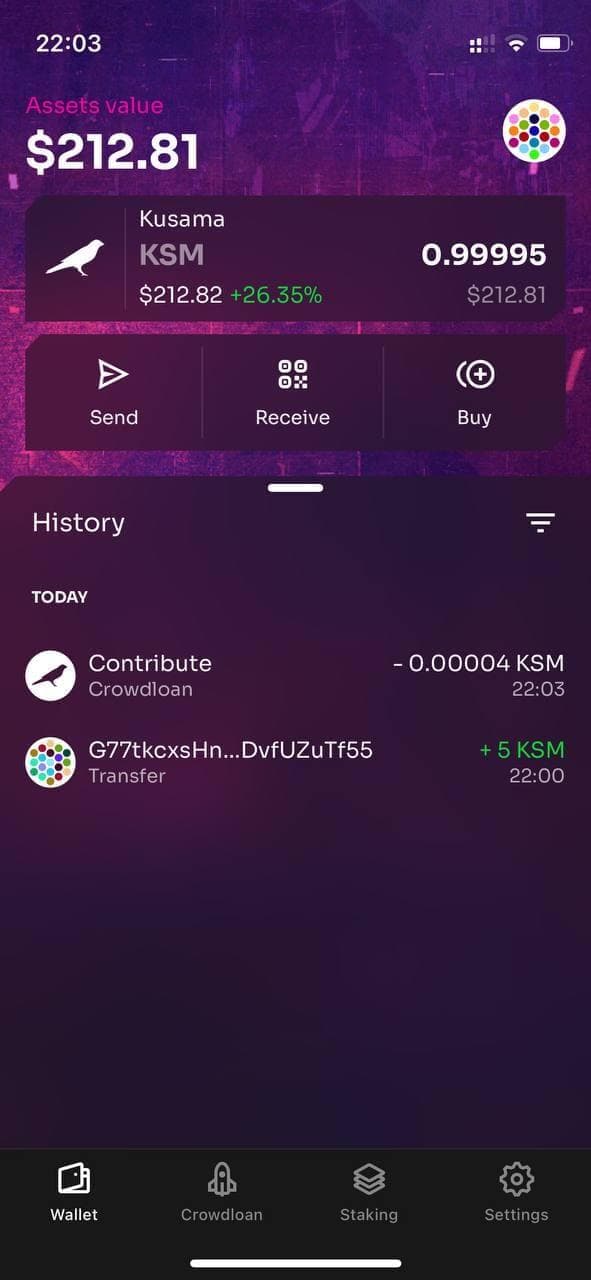 22:03
Assets value
$212.81
Kusama
KSM 0.99995
$212.82 +26.35% $212.81
Send Receive Buy
History
TODAY
Contribute - 0.00004 KSM
Crowdloan 22:03
G77tkcxsHn...DvfUZuTf55 + 5 KSM
Transfer 22:00
Wallet Crowdloan Staking Settings